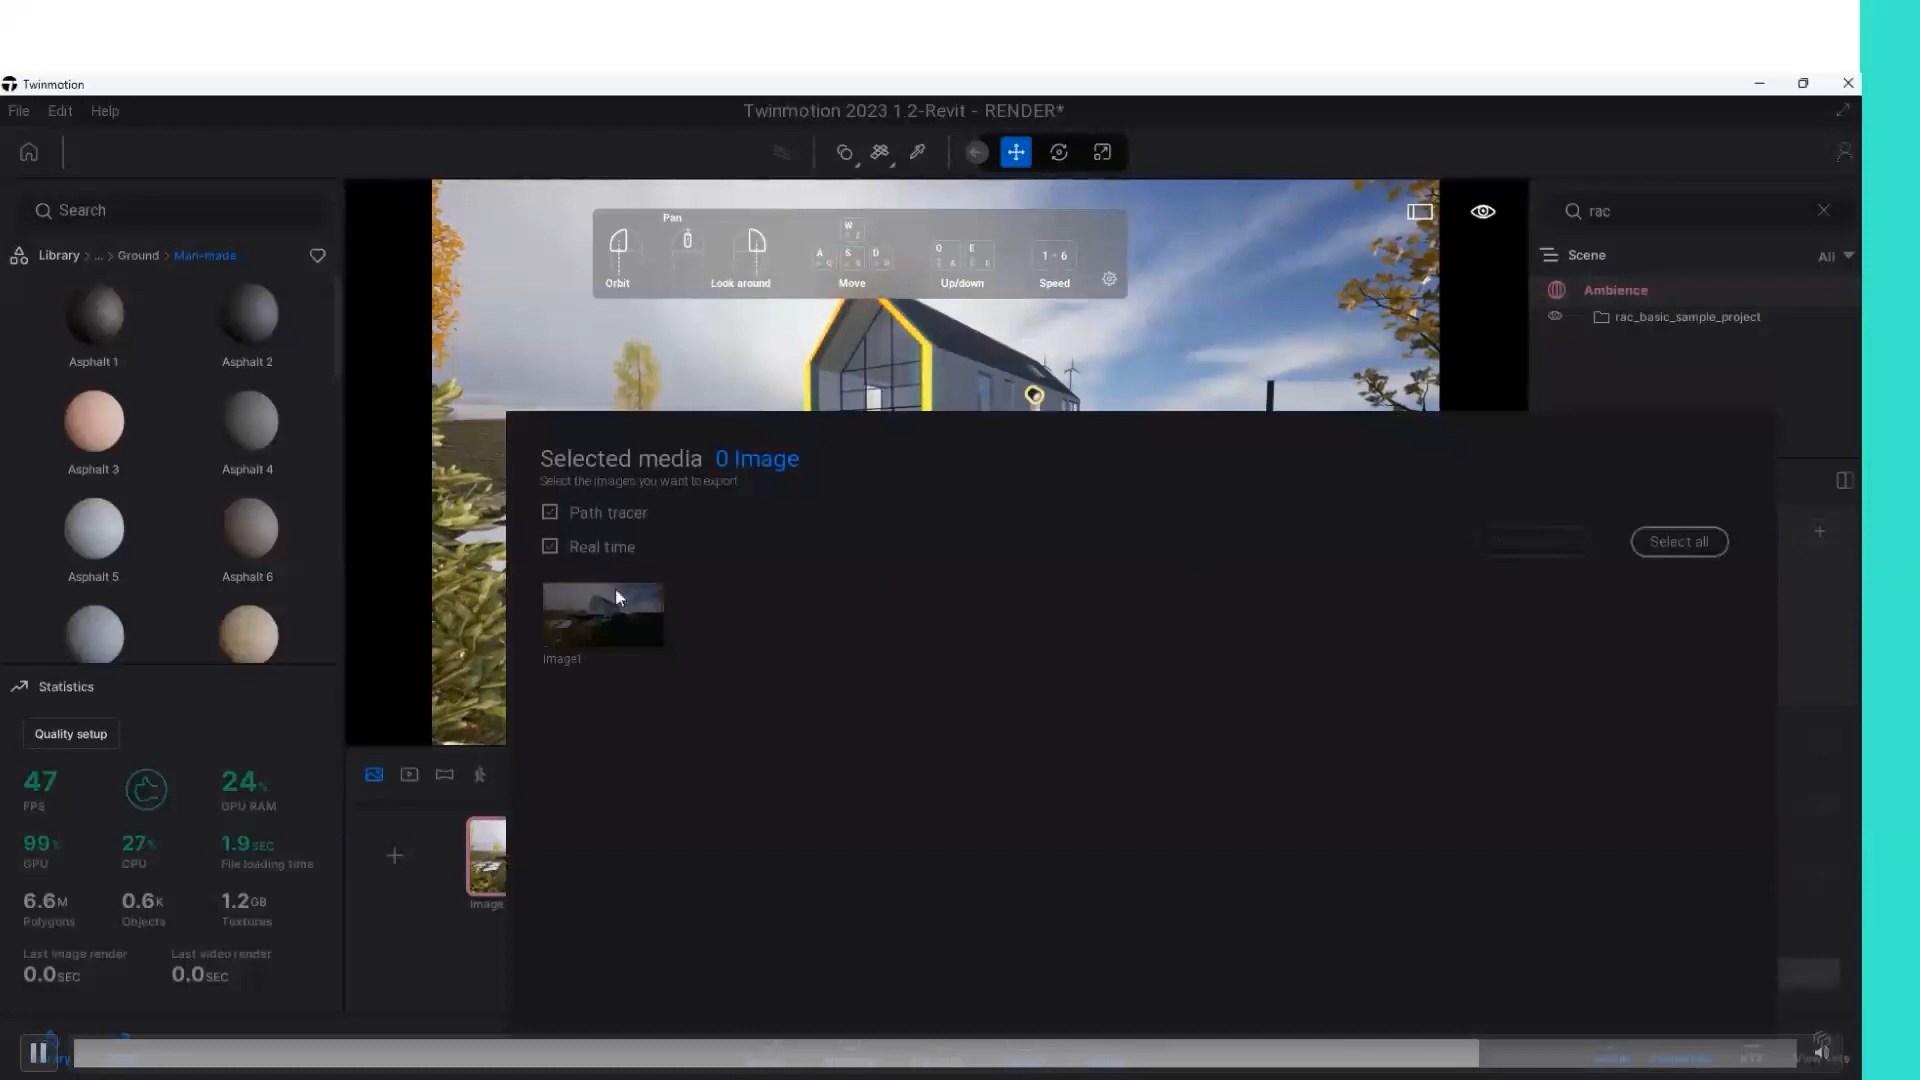 Twinmotion
File Edit Help
Twinmotion 2023 1.2-Revit - RENDER*
Search
Library > ... > Ground > Man-made
Asphalt 1
Asphalt 2
Asphalt 3
Asphalt 4
Asphalt 5
Asphalt 6
Statistics
Quality setup
47
FPS
24%
GPU RAM
99%
GPU
27%
CPU
1.9 SEC
File loading time
6.6M
Polygons
0.6K
Objects
1.2GB
Textures
Last image render
0.0 SEC
Last video render
0.0 SEC
Pan
Orbit
Look around
W
A S D
Move
Q E
Up/down
1 - 6
Speed
rac
Scene
All
Ambience
rac_basic_sample_project
Selected media 0 Image
Select the images you want to export
Path tracer
Real time
Select all
Image1
Image